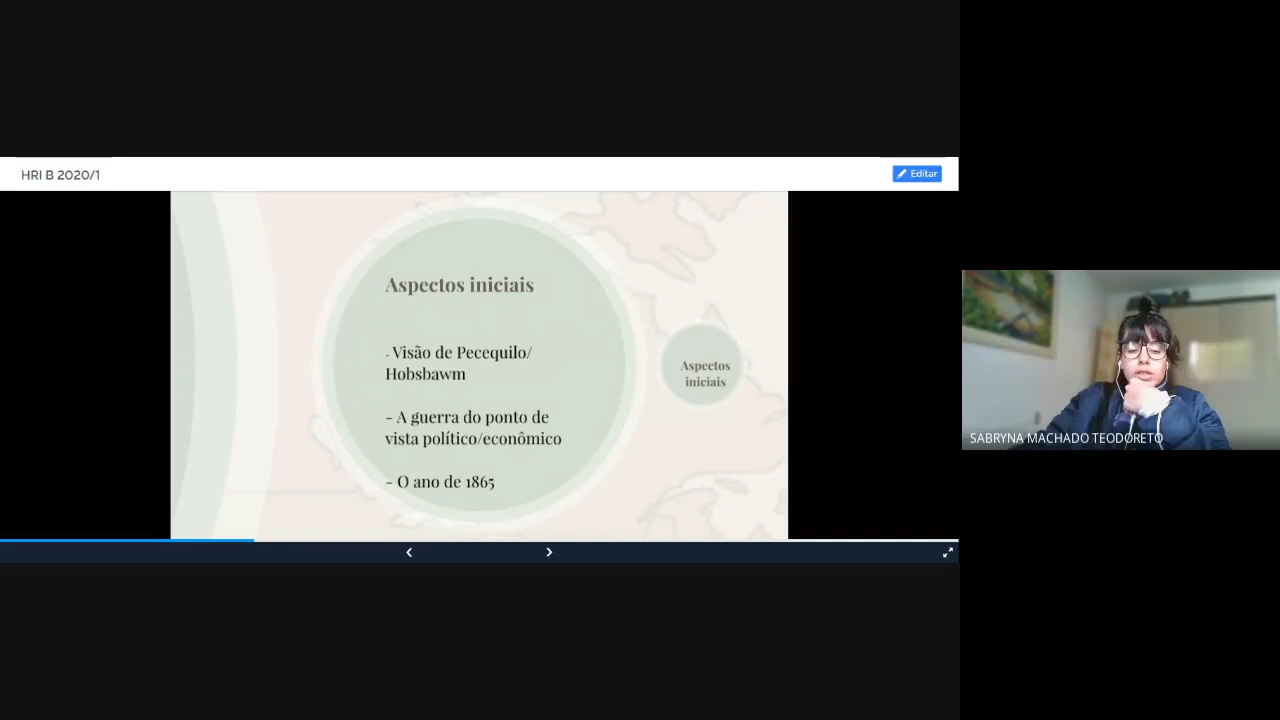 HRI B 2020/1
Editar
Aspectos iniciais
- Visão de Pecequilo/
Hobsbawm
- A guerra do ponto de
vista político/econômico
- O ano de 1865
Aspectos
iniciais
SABRYNA MACHADO TEODORETO